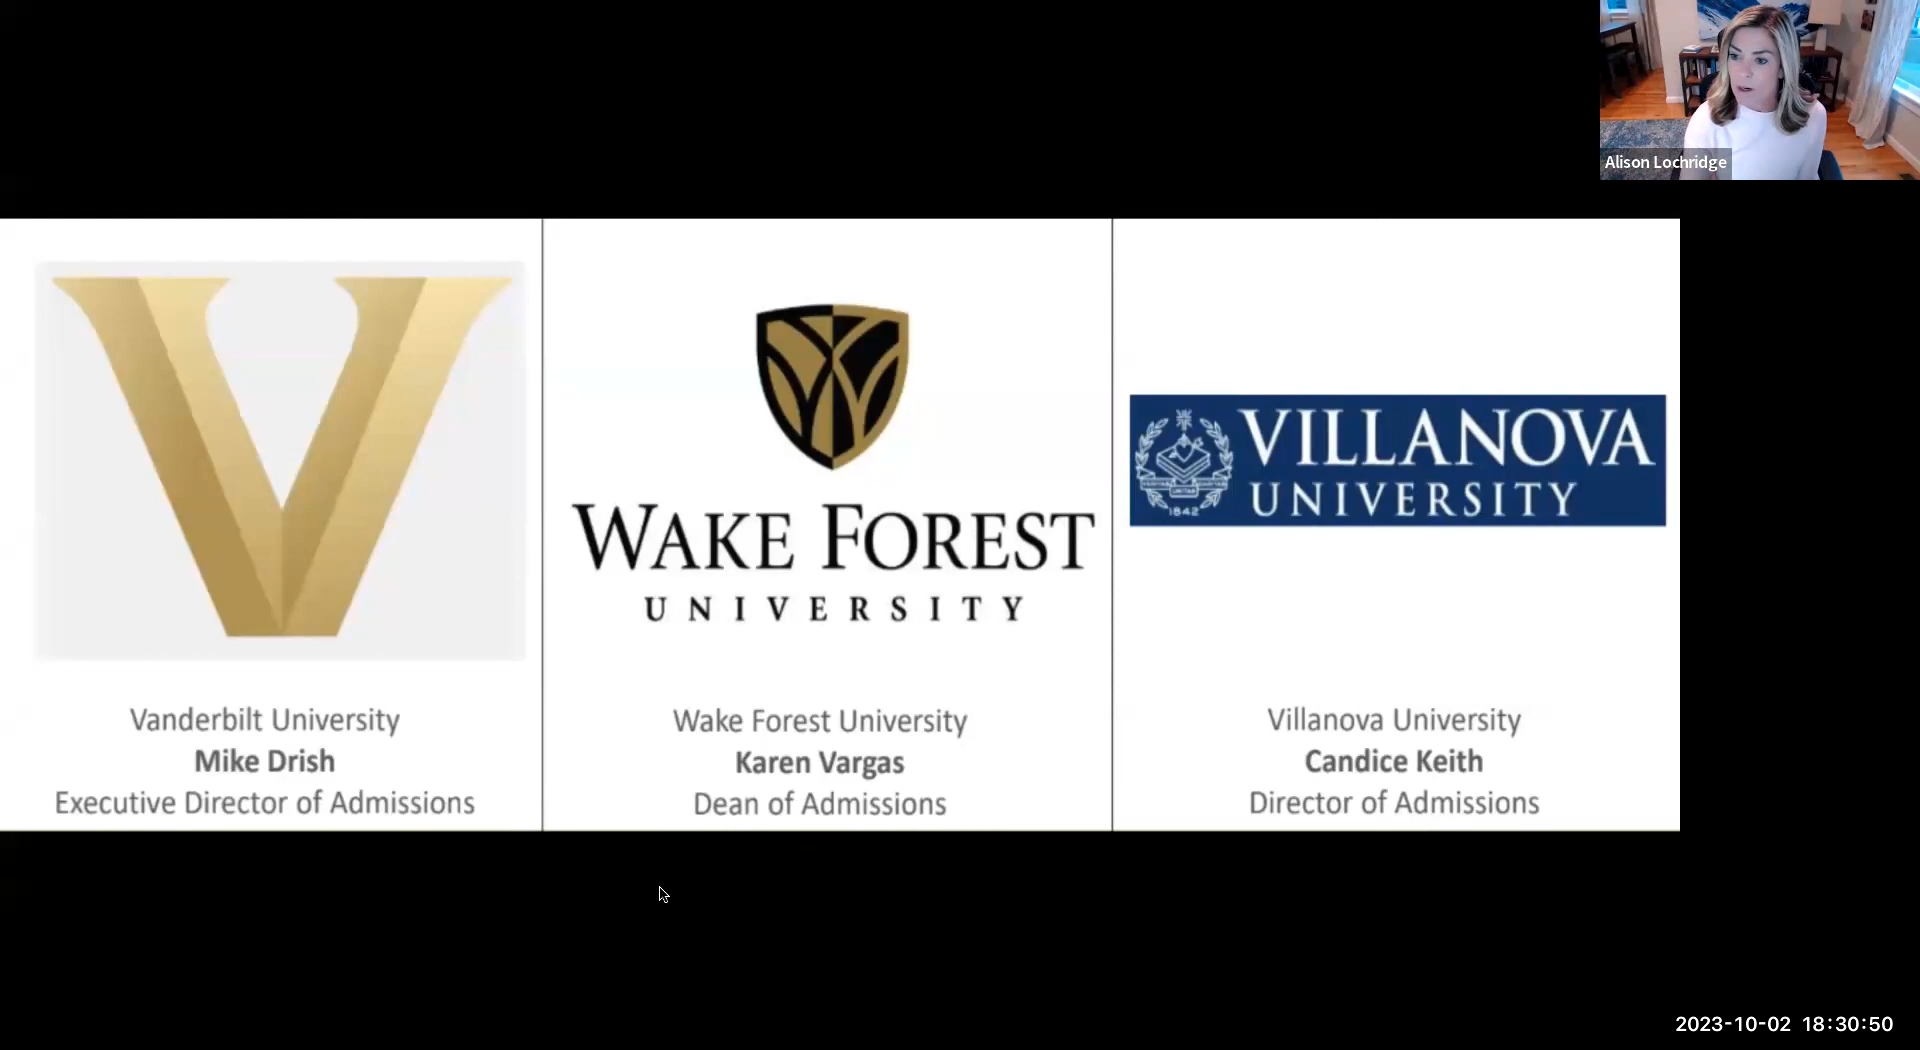 Alison Lochridge
WAKE FOREST
UNIVERSITY
VILLANOVA
UNIVERSITY
1842
Vanderbilt University
Mike Drish
Executive Director of Admissions
Wake Forest University
Karen Vargas
Dean of Admissions
Villanova University
Candice Keith
Director of Admissions
2023-10-02 18:30:50